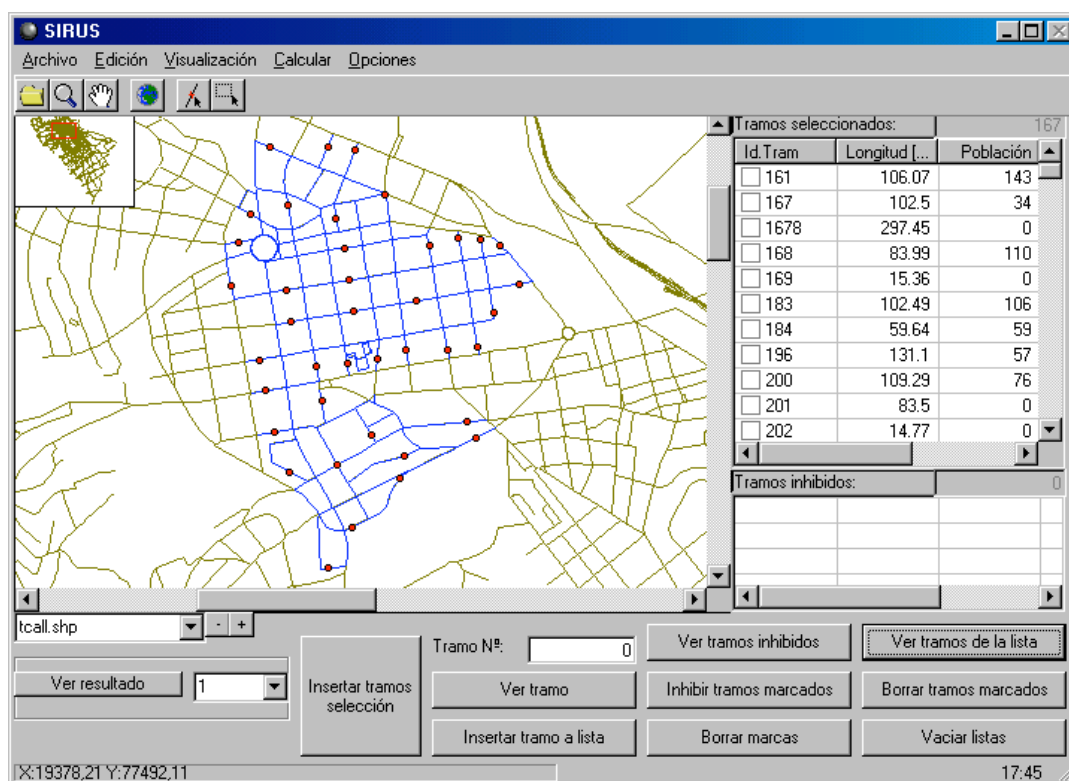 SIRUS
Archivo Edición Visualización Calcular Opciones
Tramos seleccionados: 167
Id.Tram Longitud [... Población
161 106.07 143
167 102.5 34
1678 297.45 0
168 83.99 110
169 15.36 0
183 102.49 106
184 59.64 59
196 131.1 57
200 109.29 76
201 83.5 0
202 14.77 0
Tramos inhibidos: 0
tcall.shp - +
Ver resultado 1
Insertar tramos
selección
Tramo Nº: 0
Ver tramo
Insertar tramo a lista
Ver tramos inhibidos
Inhibir tramos marcados
Borrar marcas
Ver tramos de la lista
Borrar tramos marcados
Vaciar listas
X:19378,21 Y:77492,11 17:45